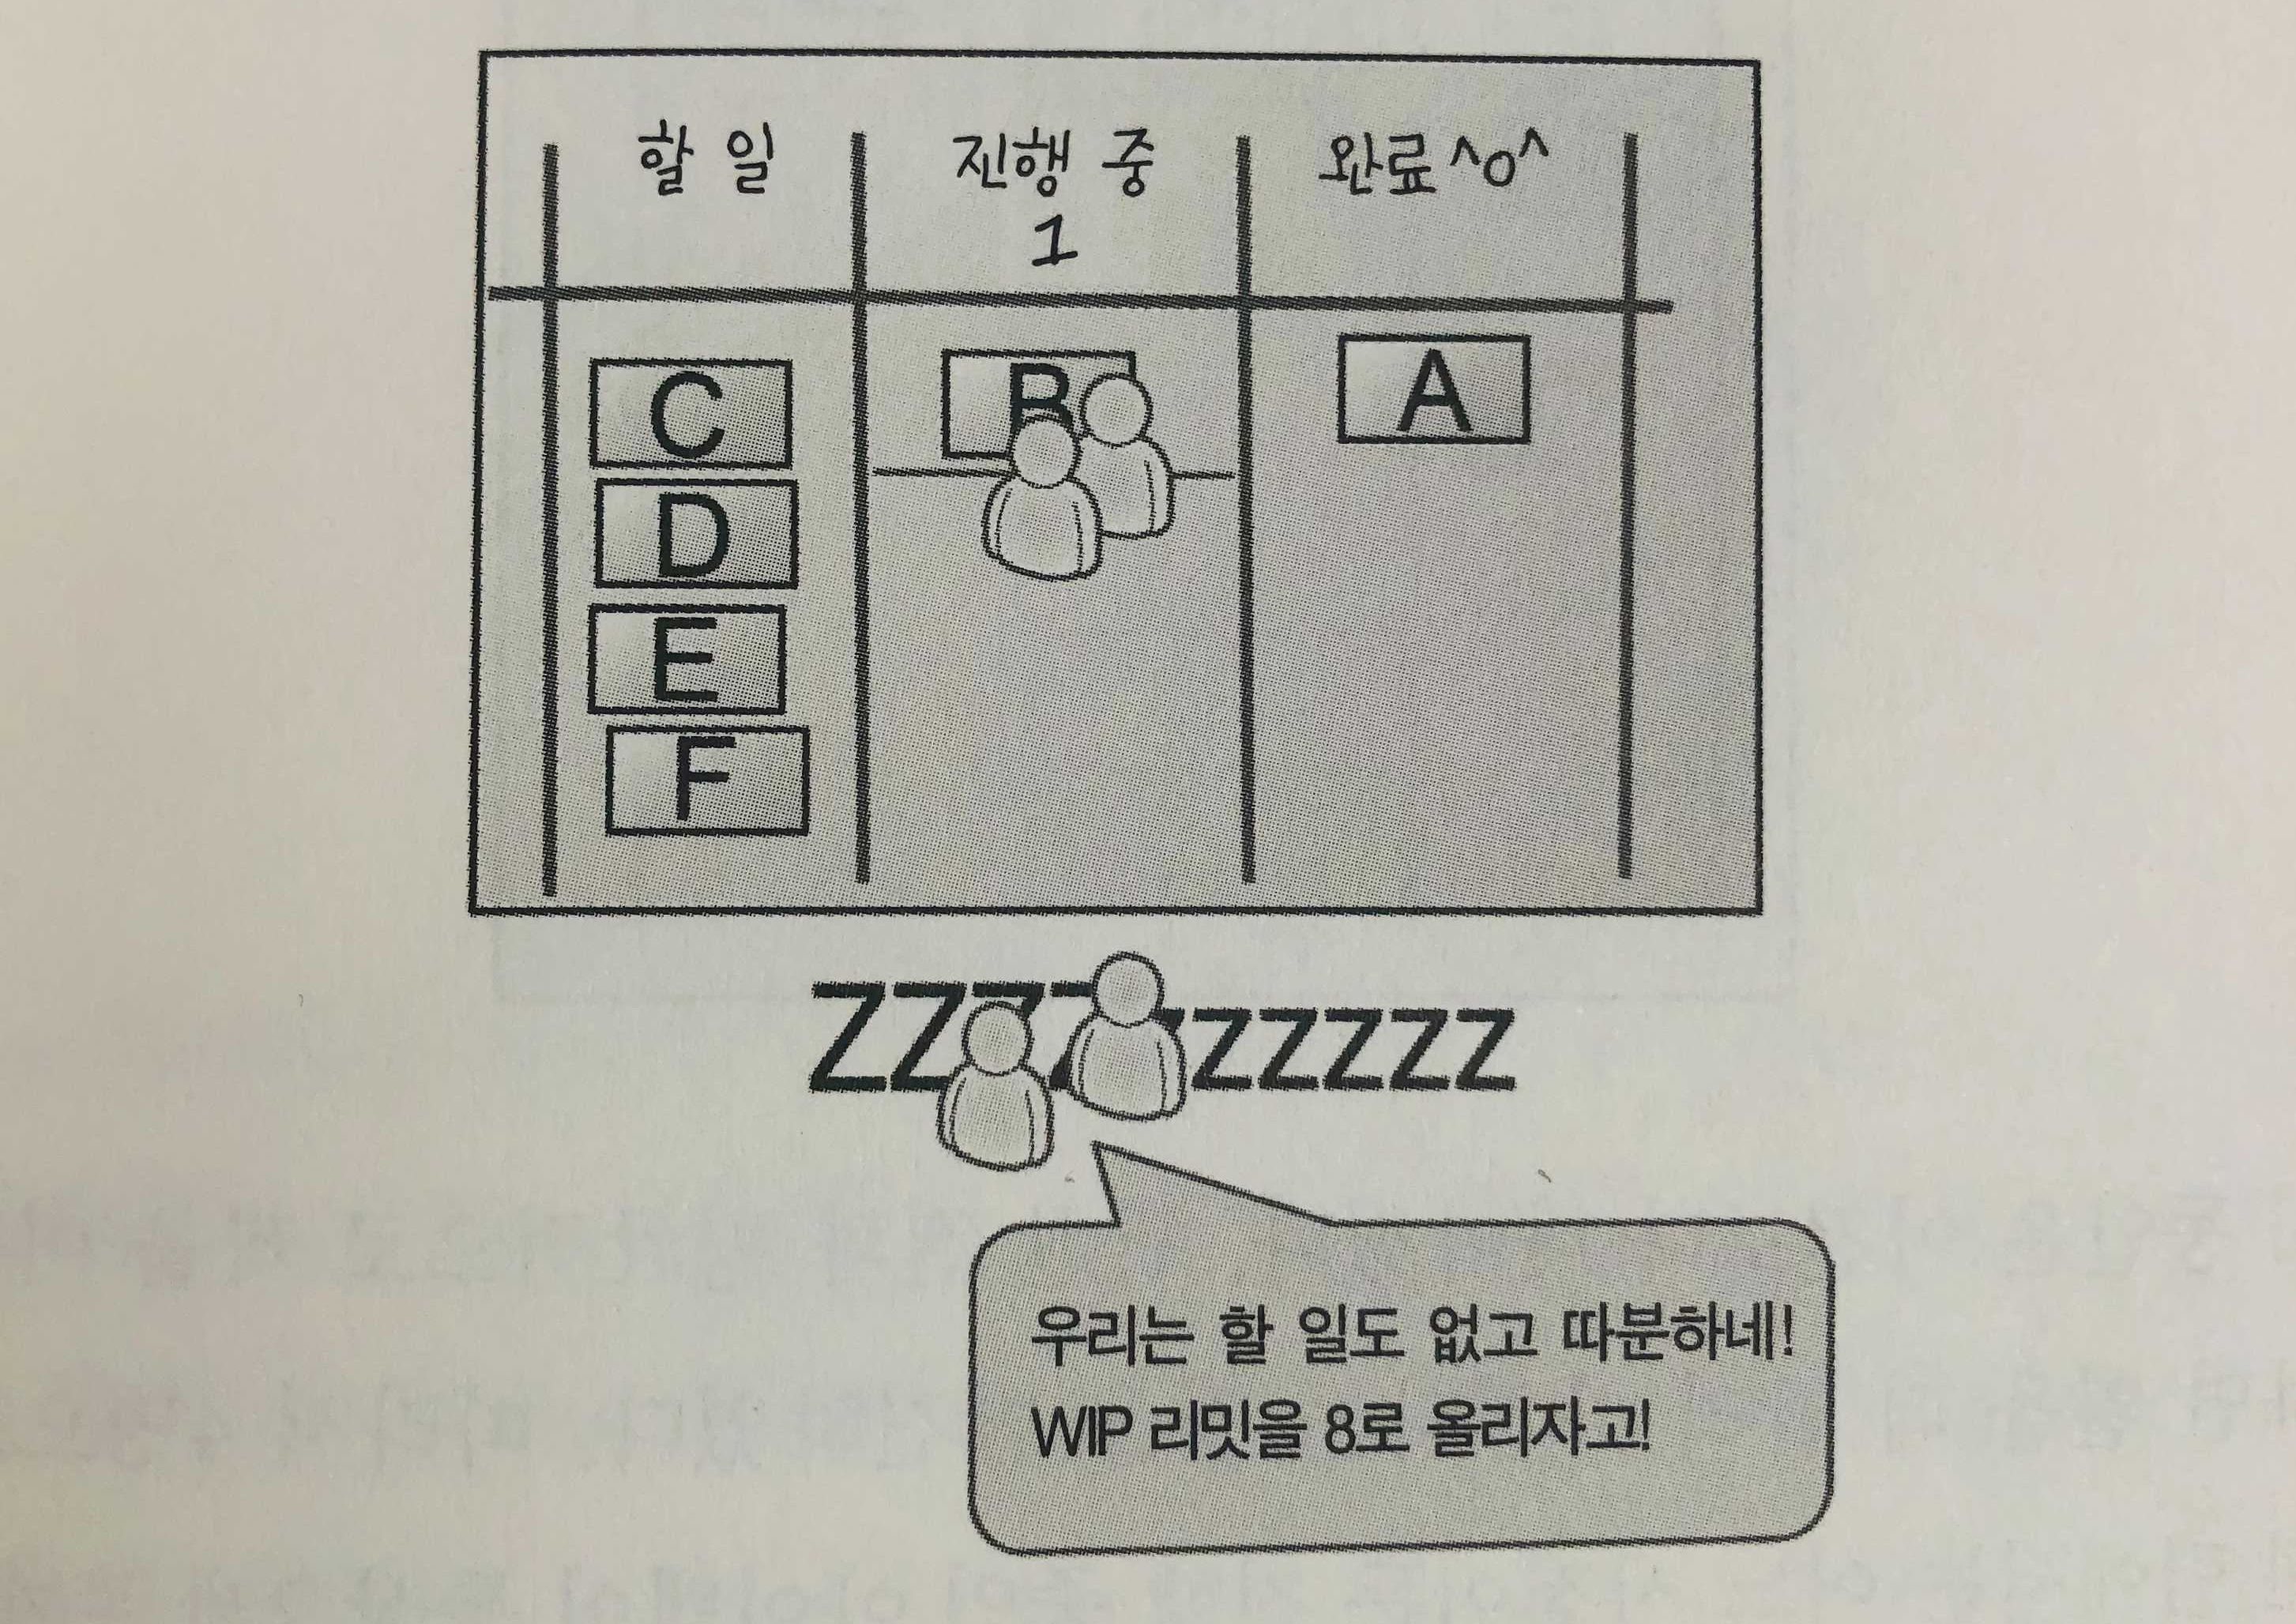 할 일 진행 중 완료^o^
1
C B A
D
E
F
ZZZZzzzzzz
우리는 할 일도 없고 따분하네!
WIP 리밋을 8로 올리자고!